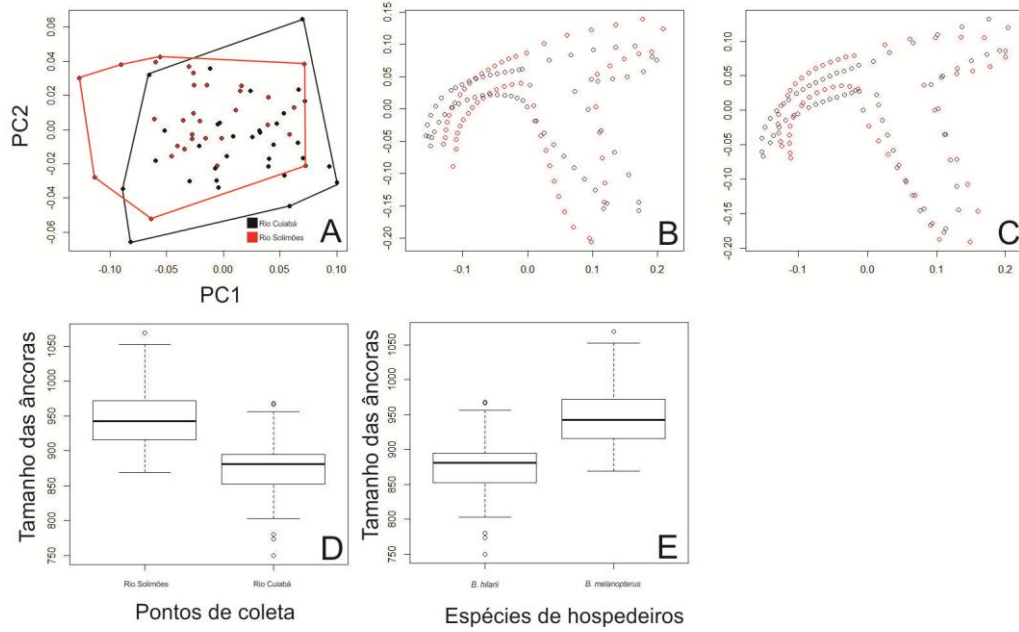 PC2
0.06
0.04
0.02
0.00
-0.02
-0.04
-0.06
-0.10
-0.05
0.00
0.05
0.10
PC1
Rio Cuiabá
Rio Solimões
A
0.15
0.10
0.05
0.0
-0.05
-0.10
-0.15
-0.20
-0.1
0.0
0.1
0.2
B
0.15
0.10
0.05
0.0
-0.05
-0.10
-0.15
-0.20
-0.1
0.0
0.1
0.2
C
Tamanho das âncoras
1050
1000
950
900
850
800
750
Rio Solimões
Rio Cuiabá
D
Pontos de coleta
Tamanho das âncoras
1050
1000
950
900
850
800
750
B. hilarii
B. melanopterus
E
Espécies de hospedeiros